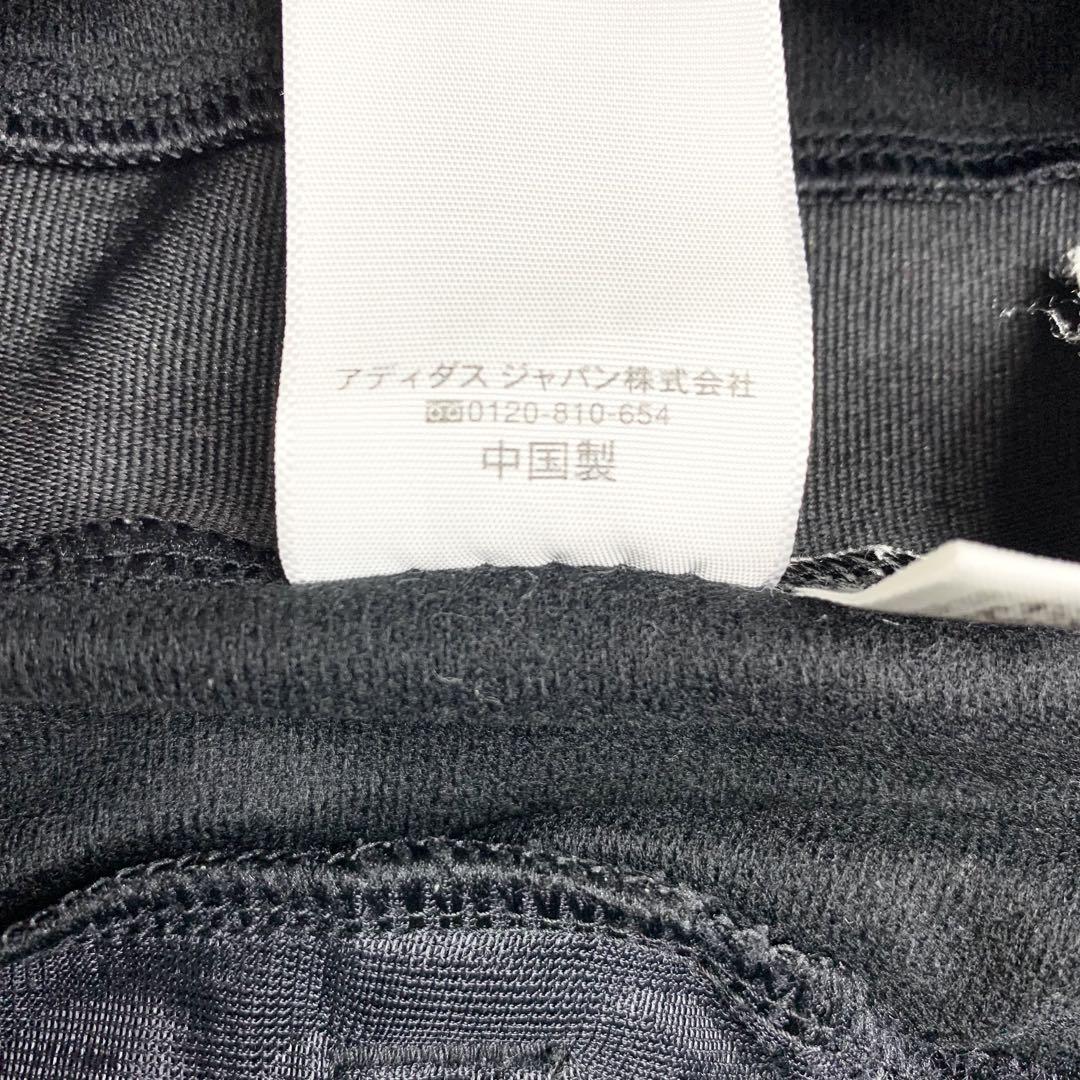 アディダス ジャパン株式会社
0120-810-654
中国製